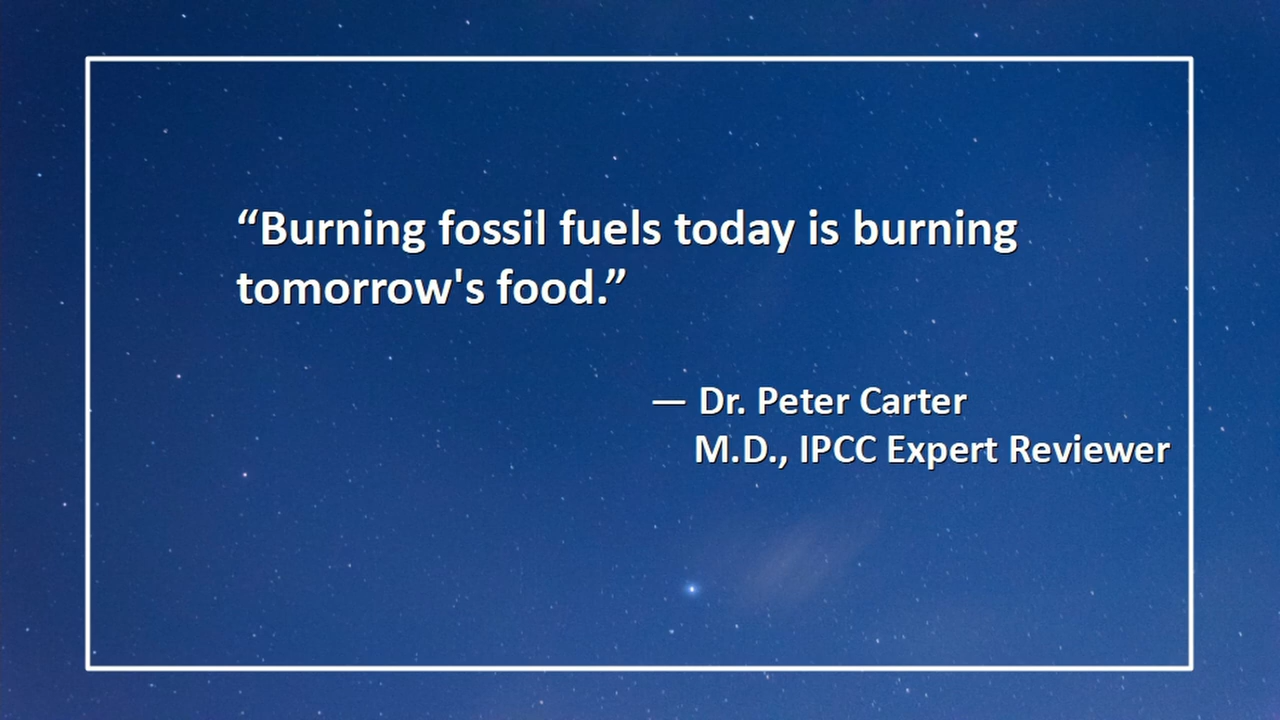 “Burning fossil fuels today is burning
tomorrow's food.”
— Dr. Peter Carter
M.D., IPCC Expert Reviewer